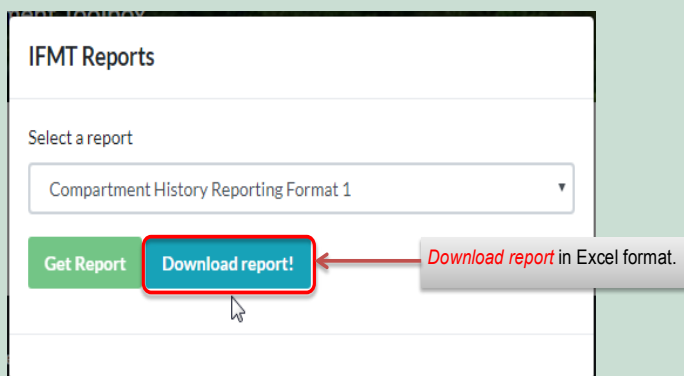 IFMT Reports
Select a report
Compartment History Reporting Format 1
Get Report
Download report!
Download report in Excel format.